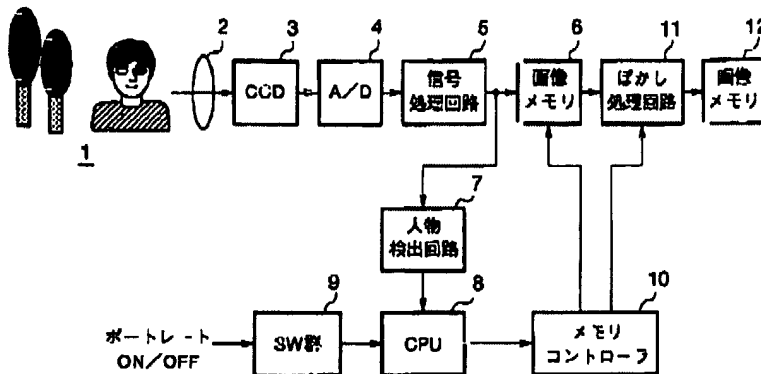 2
3
4
5
6
11
12
CCD
A/D
信号
処理回路
画像
メモリ
ぼかし
処理回路
画像
メモリ
1
7
人物
検出回路
9
8
10
ポートレート
ON/OFF
SW群
CPU
メモリ
コントローラ